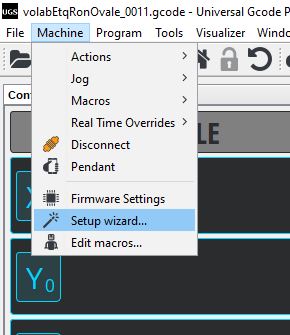 UGS volabEtqRonOvale_0011.gcode - Universal Gcode P
File Machine Program Tools Visualizer Window
Actions
Jog
Macros
Real Time Overrides
Disconnect
Pendant
Firmware Settings
Setup wizard...
Edit macros...
Con
LE
X
Y0